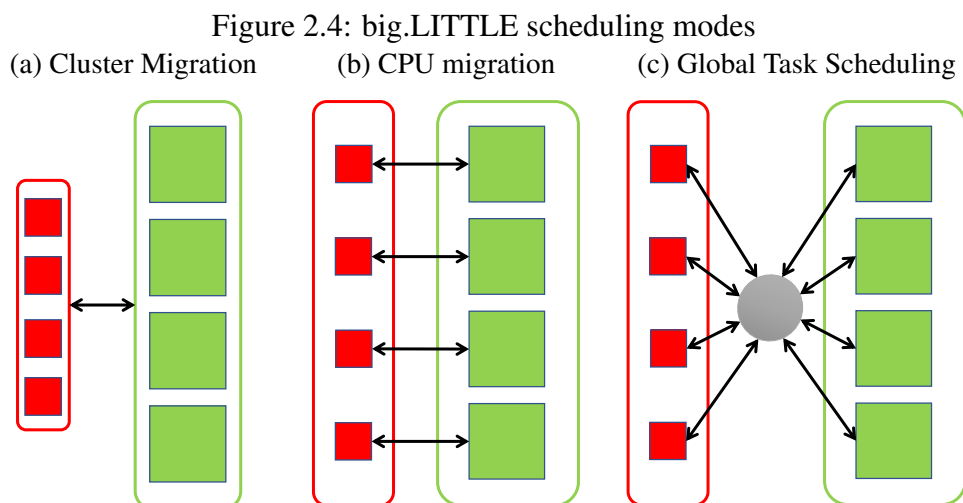 Figure 2.4: big.LITTLE scheduling modes
(a) Cluster Migration (b) CPU migration (c) Global Task Scheduling